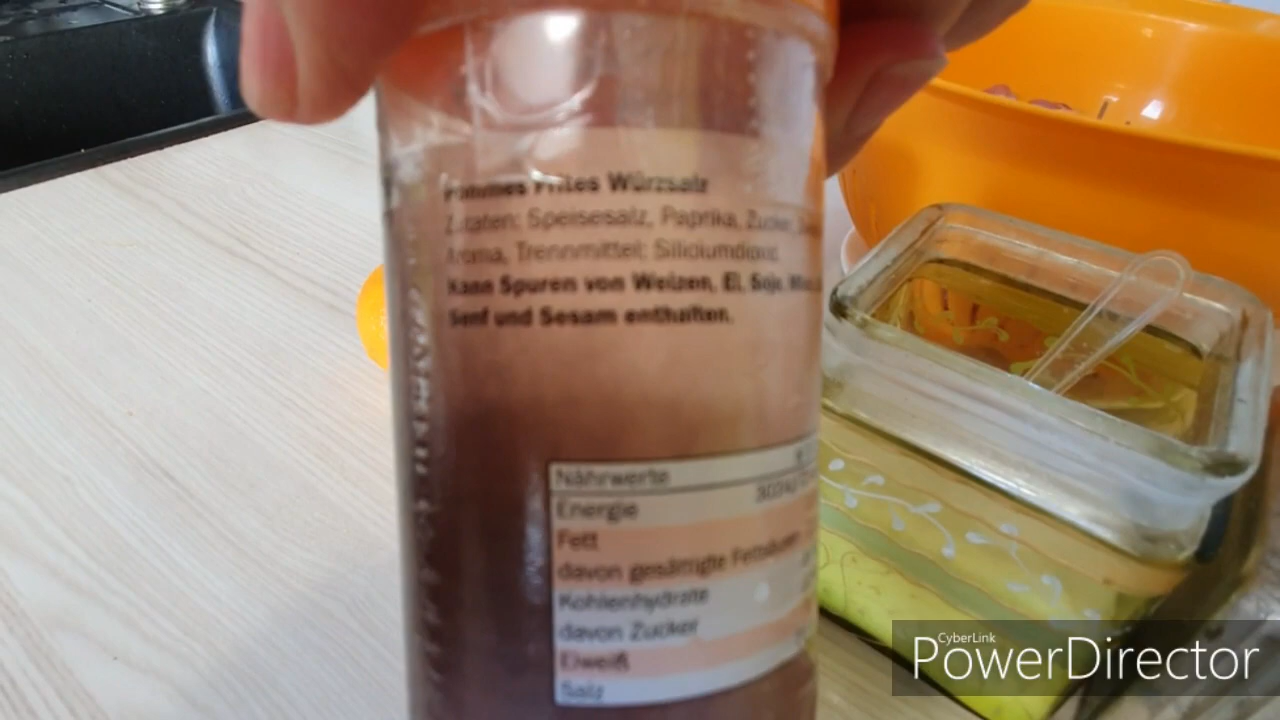 Pommes Frites Würzsalz
Zutaten: Speisesalz, Paprika, Zucker,
Aroma, Trennmittel: Siliciumdioxid.
Kann Spuren von Weizen, Ei, Soja,
Senf und Sesam enthalten.
Nährwerte
Energie
Fett
davon gesättigte Fettsäuren
Kohlenhydrate
davon Zucker
Eiweiß
Salz
CyberLink
PowerDirector